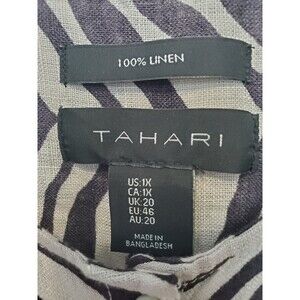 100% LINEN
TAHARI
US:1X
CA:1X
UK:20
EU:46
AU:20
MADE IN
BANGLADESH